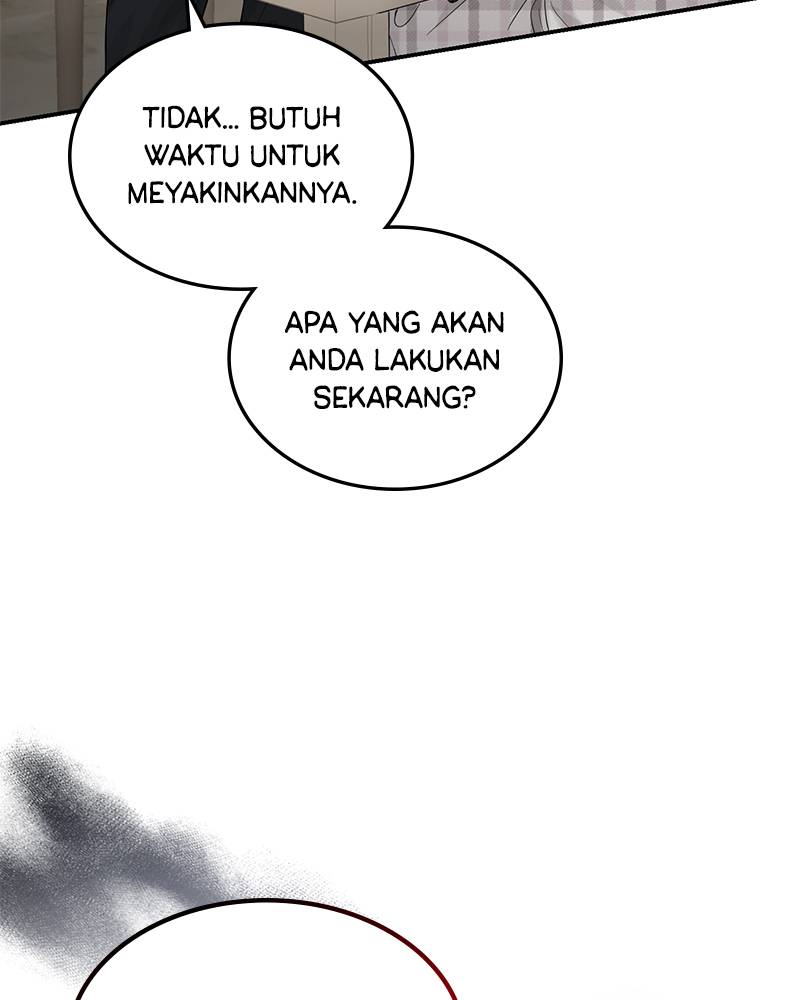 TIDAK... BUTUH
WAKTU UNTUK
MEYAKINKANNYA.
APA YANG AKAN
ANDA LAKUKAN
SEKARANG?